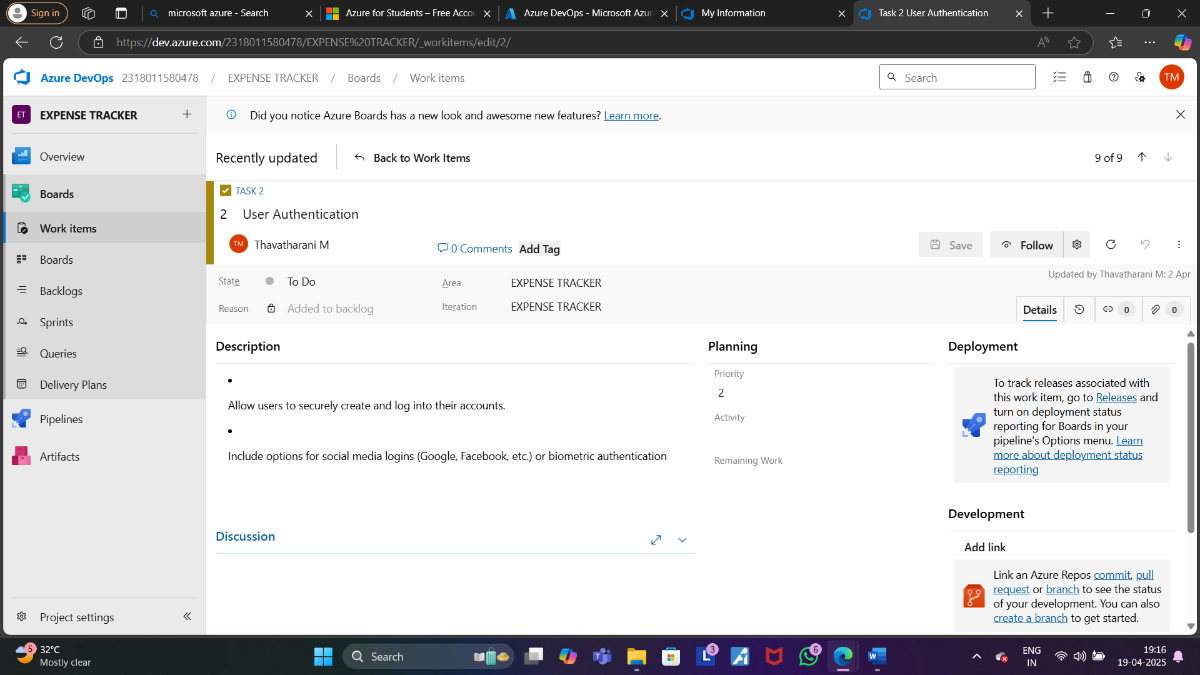 Sign in
microsoft azure - Search
Azure for Students – Free Accou
Azure DevOps - Microsoft Azur
My Information
Task 2 User Authentication
https://dev.azure.com/2318011580478/EXPENSE%20TRACKER/_workitems/edit/2/
Azure DevOps 2318011580478 / EXPENSE TRACKER / Boards / Work items
Search
TM
ET EXPENSE TRACKER
Did you notice Azure Boards has a new look and awesome new features? Learn more.
Overview
Boards
Work items
Boards
Backlogs
Sprints
Queries
Delivery Plans
Pipelines
Artifacts
Project settings
Recently updated
Back to Work Items
9 of 9
TASK 2
2 User Authentication
TM Thavatharani M
0 Comments
Add Tag
Save
Follow
State To Do
Area EXPENSE TRACKER
Updated by Thavatharani M: 2 Apr
Reason Added to backlog
Iteration EXPENSE TRACKER
Details
0
0
Description
• 
Allow users to securely create and log into their accounts.
• 
Include options for social media logins (Google, Facebook, etc.) or biometric authentication
Discussion
Planning
Priority
2
Activity
Remaining Work
Deployment
To track releases associated with
this work item, go to Releases and
turn on deployment status
reporting for Boards in your
pipeline's Options menu. Learn
more about deployment status
reporting
Development
Add link
Link an Azure Repos commit, pull
request or branch to see the status
of your development. You can also
create a branch to get started.
5
32°C
Mostly clear
Search
L 3
6
W
ENG
IN
19:16
19-04-2025